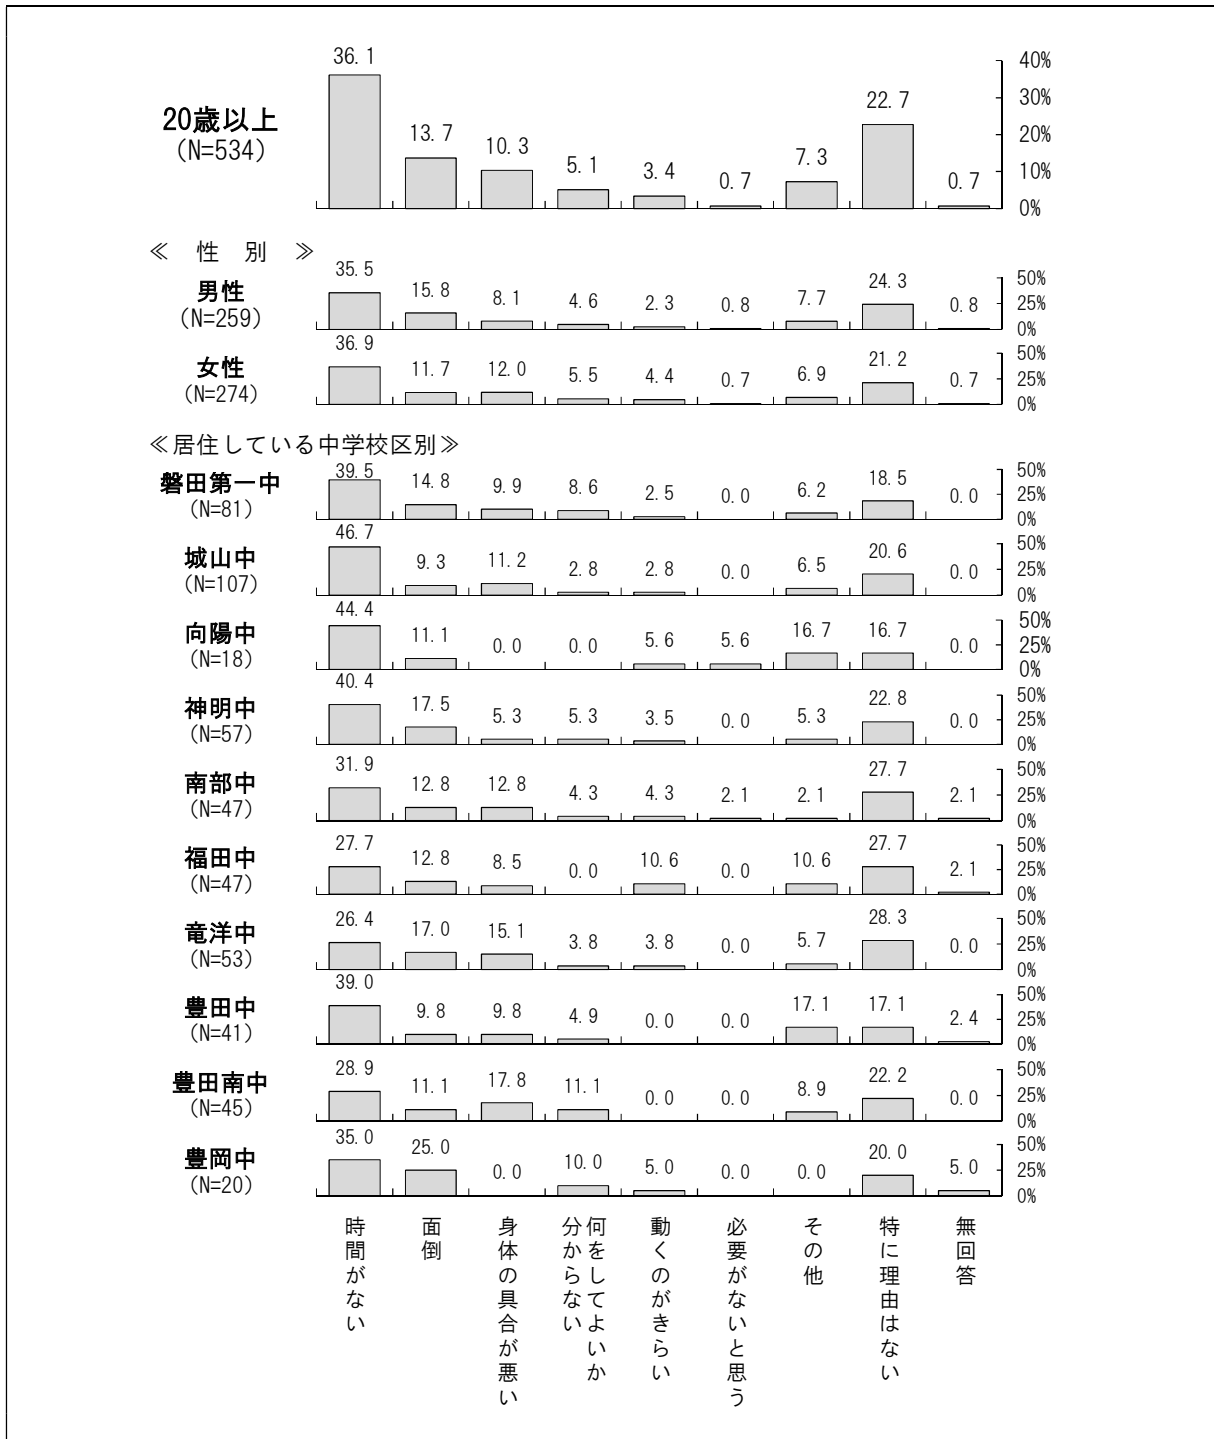 36.1 13.7 10.3 5.1 3.4 0.7 7.3 22.7 0.7
40%
30%
20%
10%
0%
20歳以上
(N=534)
≪ 性 別 ≫
男性
(N=259)
35.5 15.8 8.1 4.6 2.3 0.8 7.7 24.3 0.8
50%
25%
0%
女性
(N=274)
36.9 11.7 12.0 5.5 4.4 0.7 6.9 21.2 0.7
50%
25%
0%
≪居住している中学校区別≫
磐田第一中
(N=81)
39.5 14.8 9.9 8.6 2.5 0.0 6.2 18.5 0.0
50%
25%
0%
城山中
(N=107)
46.7 9.3 11.2 2.8 2.8 0.0 6.5 20.6 0.0
50%
25%
0%
向陽中
(N=18)
44.4 11.1 0.0 0.0 5.6 5.6 16.7 16.7 0.0
50%
25%
0%
神明中
(N=57)
40.4 17.5 5.3 5.3 3.5 0.0 5.3 22.8 0.0
50%
25%
0%
南部中
(N=47)
31.9 12.8 12.8 4.3 4.3 2.1 2.1 27.7 2.1
50%
25%
0%
福田中
(N=47)
27.7 12.8 8.5 0.0 10.6 0.0 10.6 27.7 2.1
50%
25%
0%
竜洋中
(N=53)
26.4 17.0 15.1 3.8 3.8 0.0 5.7 28.3 0.0
50%
25%
0%
豊田中
(N=41)
39.0 9.8 9.8 4.9 0.0 0.0 17.1 17.1 2.4
50%
25%
0%
豊田南中
(N=45)
28.9 11.1 17.8 11.1 0.0 0.0 8.9 22.2 0.0
50%
25%
0%
豊岡中
(N=20)
35.0 25.0 0.0 10.0 5.0 0.0 0.0 20.0 5.0
50%
25%
0%
時間がない
面倒
身体の具合が悪い
何をしてよいか
分からない
動くのがきらい
必要がないと思う
その他
特に理由はない
無回答